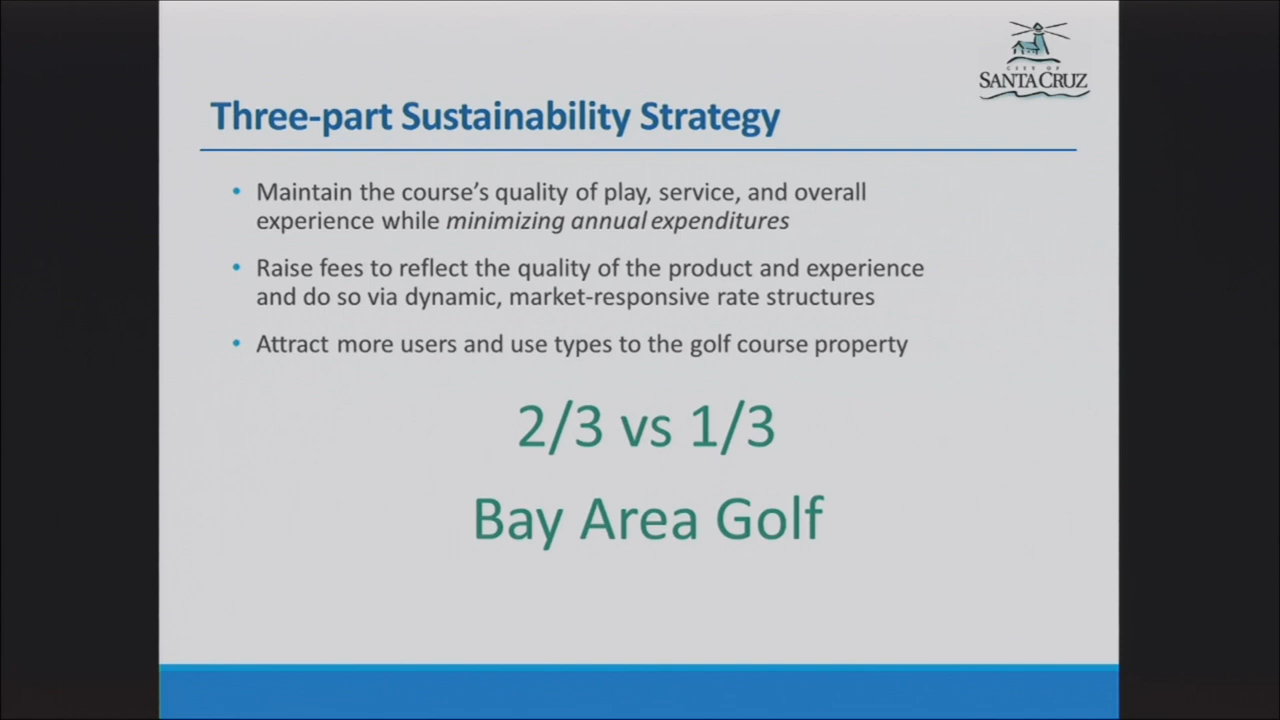 CITY OF
SANTA CRUZ
Three-part Sustainability Strategy
• Maintain the course’s quality of play, service, and overall
experience while minimizing annual expenditures
• Raise fees to reflect the quality of the product and experience
and do so via dynamic, market-responsive rate structures
• Attract more users and use types to the golf course property
2/3 vs 1/3
Bay Area Golf